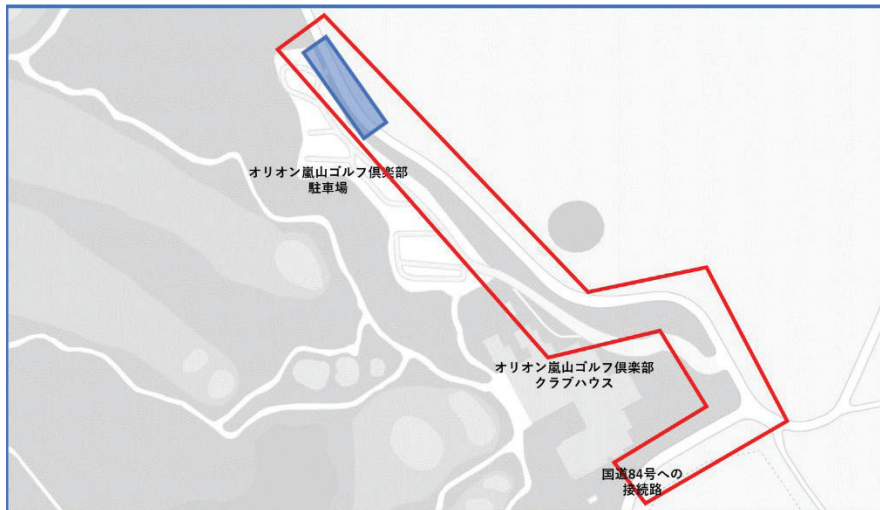 オリオン嵐山ゴルフ倶楽部
駐車場
オリオン嵐山ゴルフ倶楽部
クラブハウス
国道84号への
接続路